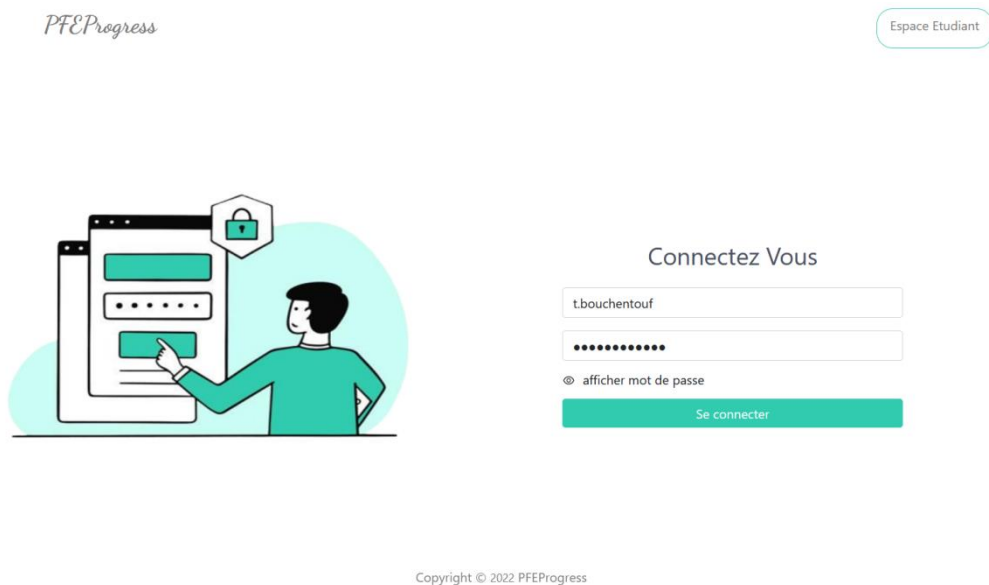 PFEProgress
Espace Etudiant
Connectez Vous
t.bouchentouf
••••••••••••
afficher mot de passe
Se connecter
Copyright © 2022 PFEProgress